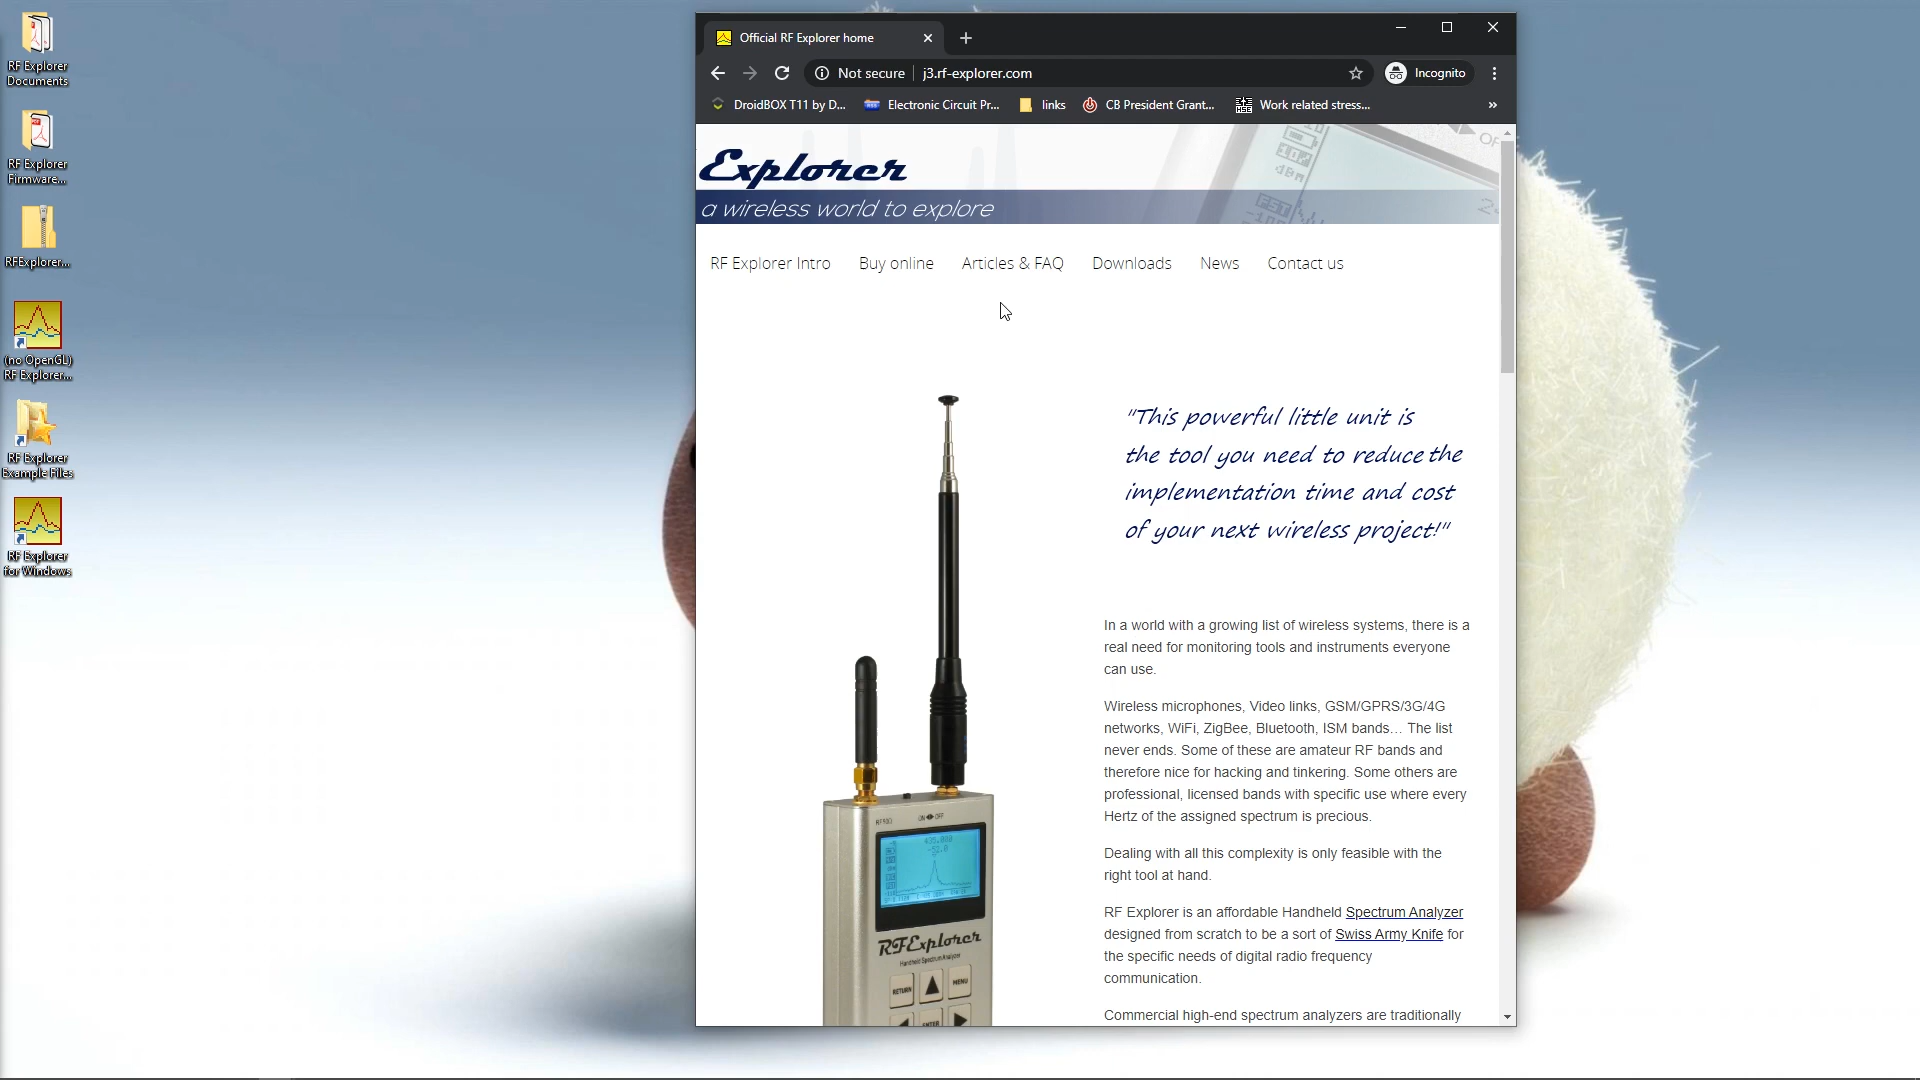 RF Explorer
Documents
RF Explorer
Firmware...
RFExplorer...
(no OpenGL)
RF Explorer...
RF Explorer
Example Files
RF Explorer
for Windows
Official RF Explorer home
Not secure
j3.rf-explorer.com
Incognito
DroidBOX T11 by D...
Electronic Circuit Pr...
links
CB President Grant...
Work related stress...
»
Explorer
a wireless world to explore
RF Explorer Intro
Buy online
Articles & FAQ
Downloads
News
Contact us
"This powerful little unit is
the tool you need to reduce the
implementation time and cost
of your next wireless project!"
In a world with a growing list of wireless systems, there is a
real need for monitoring tools and instruments everyone
can use.
Wireless microphones, Video links, GSM/GPRS/3G/4G
networks, WiFi, ZigBee, Bluetooth, ISM bands... The list
never ends. Some of these are amateur RF bands and
therefore nice for hacking and tinkering. Some others are
professional, licensed bands with specific use where every
Hertz of the assigned spectrum is precious.
Dealing with all this complexity is only feasible with the
right tool at hand.
RF Explorer is an affordable Handheld Spectrum Analyzer
designed from scratch to be a sort of Swiss Army Knife for
the specific needs of digital radio frequency
communication.
Commercial high-end spectrum analyzers are traditionally
ON OFF
RF Explorer
Handheld Spectrum Analyzer
RETURN
MENU
ENTER